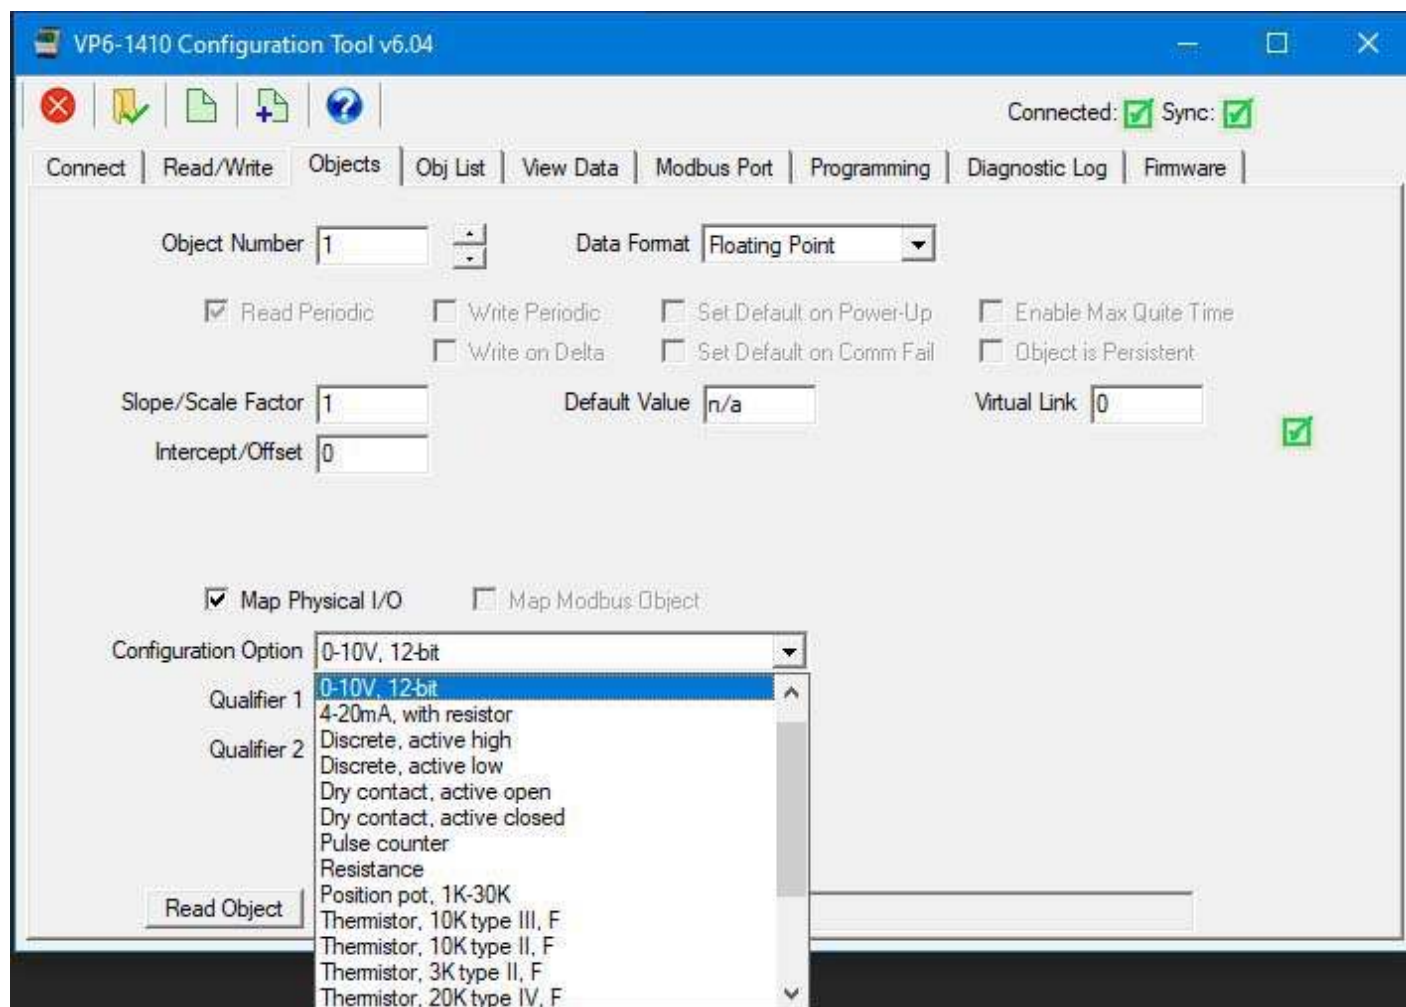 VP6-1410 Configuration Tool v6.04
Connected: Sync:
Connect Read/Write Objects Obj List View Data Modbus Port Programming Diagnostic Log Firmware
Object Number 1 Data Format Floating Point
Read Periodic Write Periodic Set Default on Power-Up Enable Max Quite Time
Write on Delta Set Default on Comm Fail Object is Persistent
Slope/Scale Factor 1 Default Value n/a Virtual Link 0
Intercept/Offset 0
Map Physical I/O Map Modbus Object
Configuration Option 0-10V, 12-bit
Qualifier 1 0-10V, 12-bit
4-20mA, with resistor
Qualifier 2 Discrete, active high
Discrete, active low
Dry contact, active open
Dry contact, active closed
Pulse counter
Resistance
Position pot, 1K-30K
Read Object Thermistor, 10K type III, F
Thermistor, 10K type II, F
Thermistor, 3K type II, F
Thermistor, 20K type IV, F